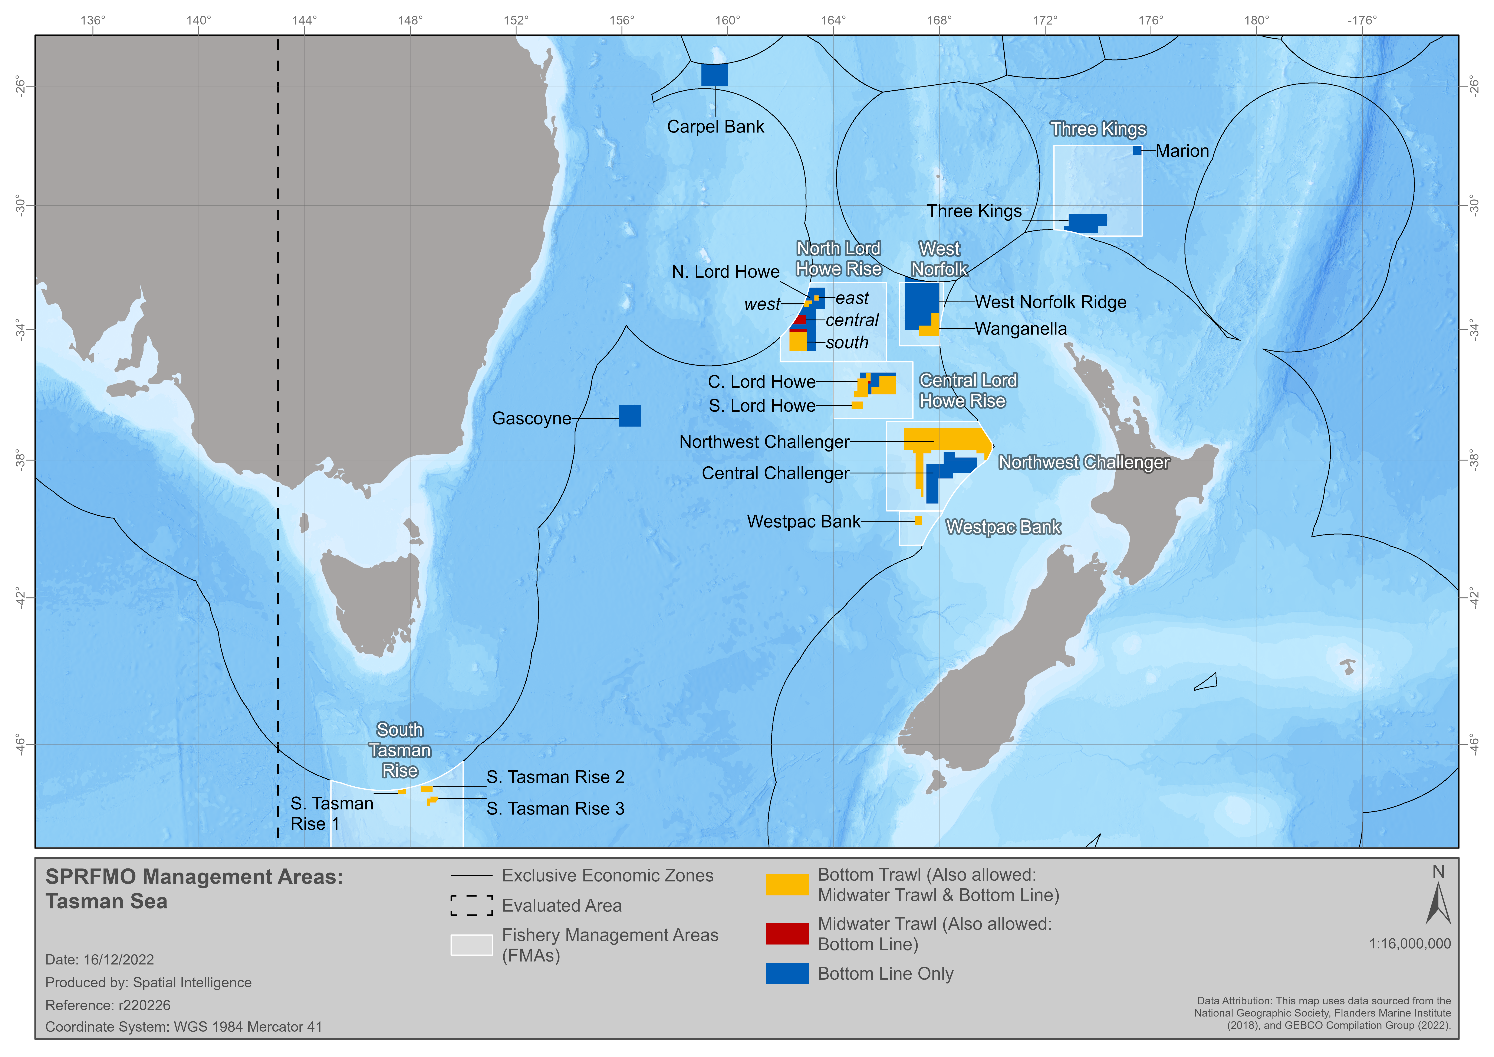 136°
140°
144°
148°
152°
156°
160°
164°
168°
172°
176°
180°
-176°
-26°
-26°
Carpel Bank
Three Kings
Marion
-30°
-30°
Three Kings
North Lord
Howe Rise
West
Norfolk
N. Lord Howe
west
east
central
south
West Norfolk Ridge
Wanganella
-34°
-34°
C. Lord Howe
S. Lord Howe
Central Lord
Howe Rise
Gascoyne
Northwest Challenger
Central Challenger
Northwest Challenger
-38°
-38°
Westpac Bank
Westpac Bank
-42°
-42°
South
Tasman
Rise
-46°
-46°
S. Tasman Rise 2
S. Tasman
Rise 1
S. Tasman Rise 3
SPRFMO Management Areas:
Tasman Sea
Date: 16/12/2022
Produced by: Spatial Intelligence
Reference: r220226
Coordinate System: WGS 1984 Mercator 41
Exclusive Economic Zones
Evaluated Area
Fishery Management Areas
(FMAs)
Bottom Trawl (Also allowed:
Midwater Trawl & Bottom Line)
Midwater Trawl (Also allowed:
Bottom Line)
Bottom Line Only
N
1:16,000,000
Data Attribution: This map uses data sourced from the
National Geographic Society, Flanders Marine Institute
(2018), and GEBCO Compilation Group (2022).